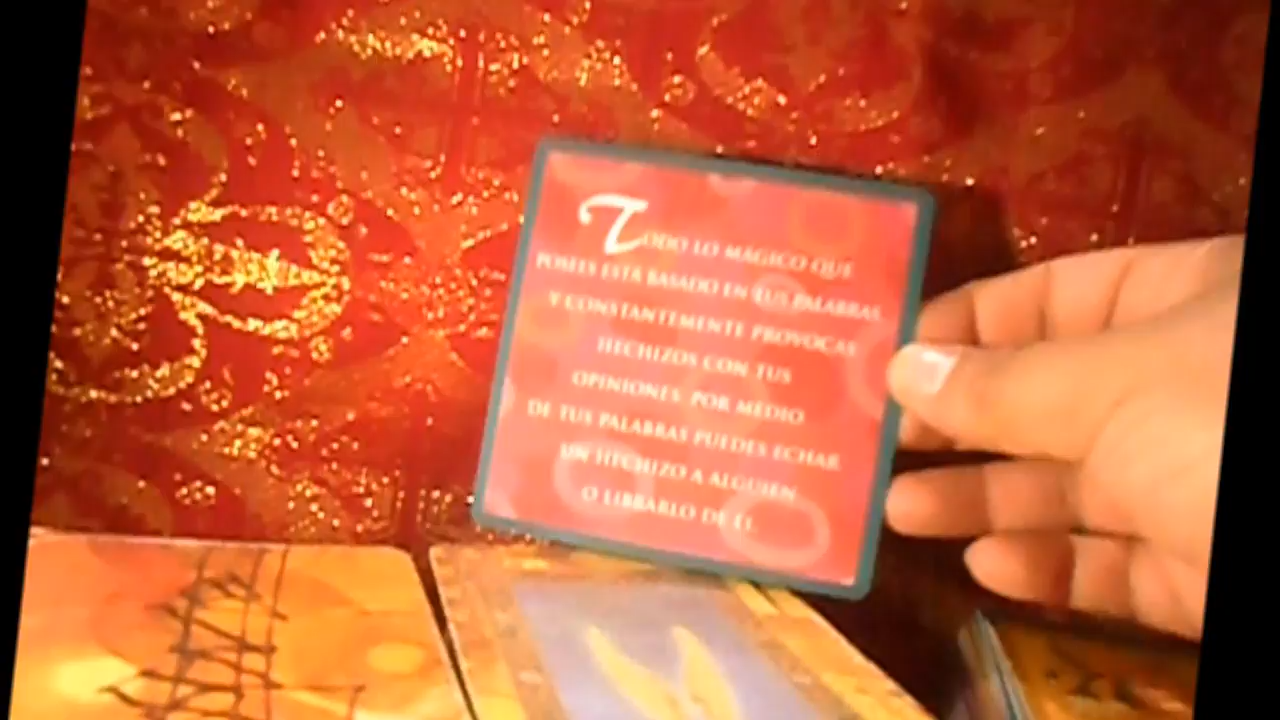 TODO LO MÁGICO QUE
POSEES ESTÁ BASADO EN TUS PALABRAS
Y CONSTANTEMENTE PROVOCAS
HECHIZOS CON TUS
OPINIONES. POR MEDIO
DE TUS PALABRAS PUEDES ECHAR
UN HECHIZO A ALGUIEN
O LIBRARLO DE ÉL.